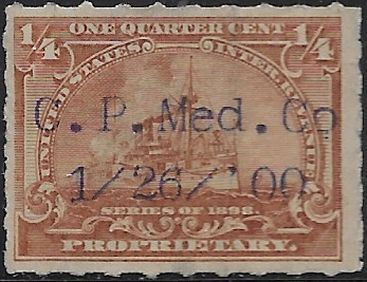 ONE QUARTER CENT
1/4 1/4
UNITED STATES INTER. REVENUE
C. P. Med. Co
1/26/'00
SERIES OF 1898
PROPRIETARY.